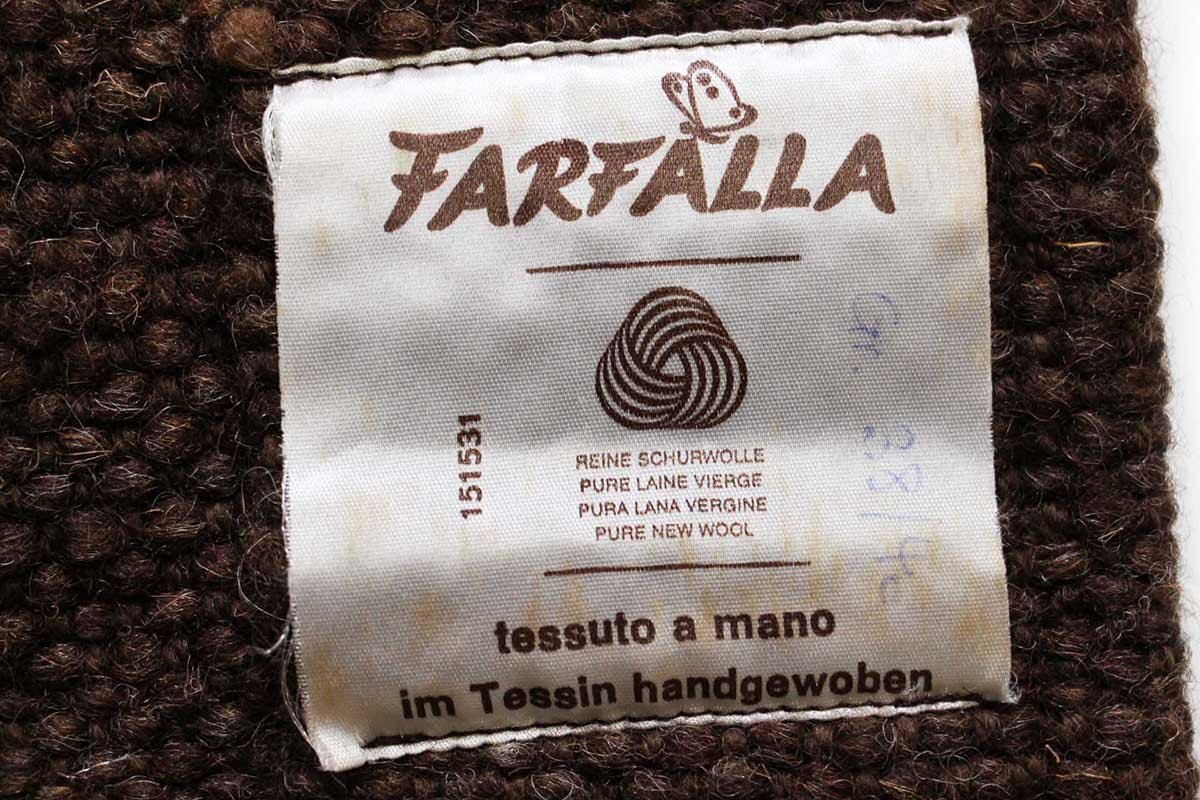 FARFALLA
151531
REINE SCHURWOLLE
PURE LAINE VIERGE
PURA LANA VERGINE
PURE NEW WOOL
tessuto a mano
im Tessin handgewoben